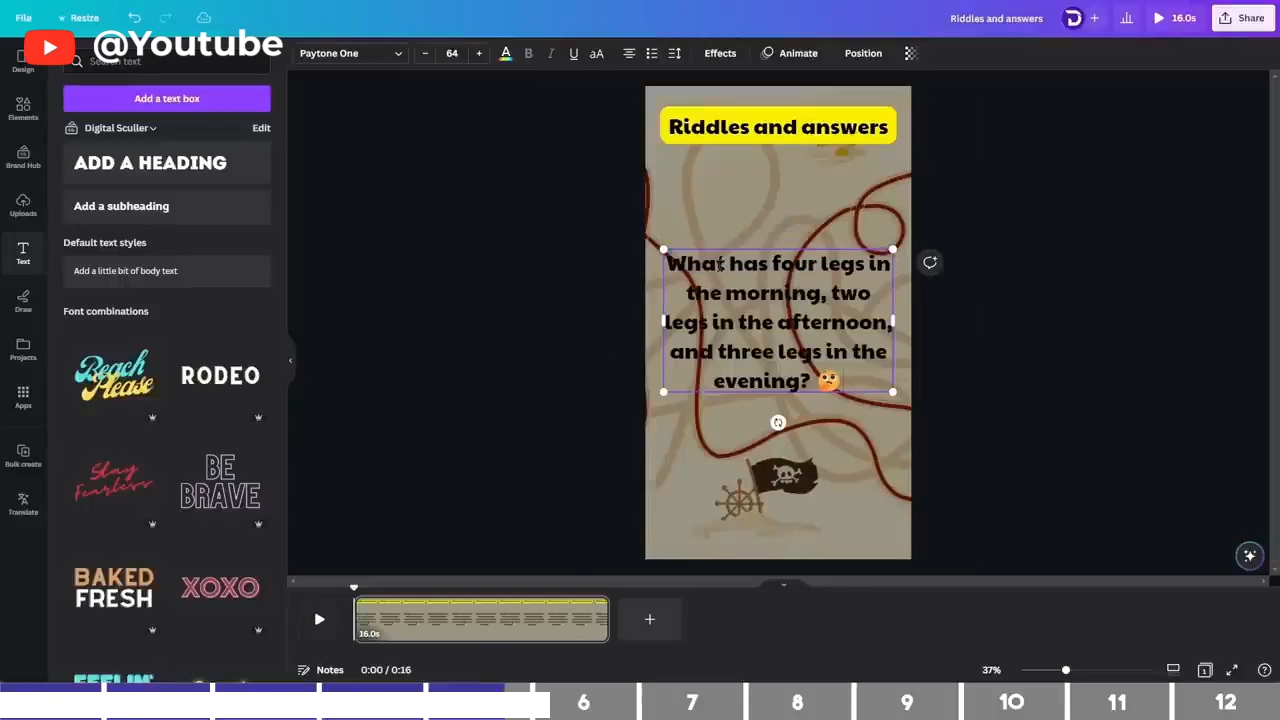 File
Resize
Riddles and answers
16.0s
Share
@Youtube
Design
Search text
Paytone One
64
A
B
I
U
aA
Effects
Animate
Position
Add a text box
Elements
Digital Sculler
Edit
Brand Hub
ADD A HEADING
Uploads
Add a subheading
Text
Default text styles
Add a little bit of body text
Draw
Font combinations
Projects
Beach Please
RODEO
Apps
Bulk create
Stay Fearless
BE BRAVE
Translate
BAKED FRESH
XOXO
Riddles and answers
What has four legs in
the morning, two
legs in the afternoon,
and three legs in the
evening? 🤨
16.0s
Notes
0:00 / 0:16
37%
1
6
7
8
9
10
11
12